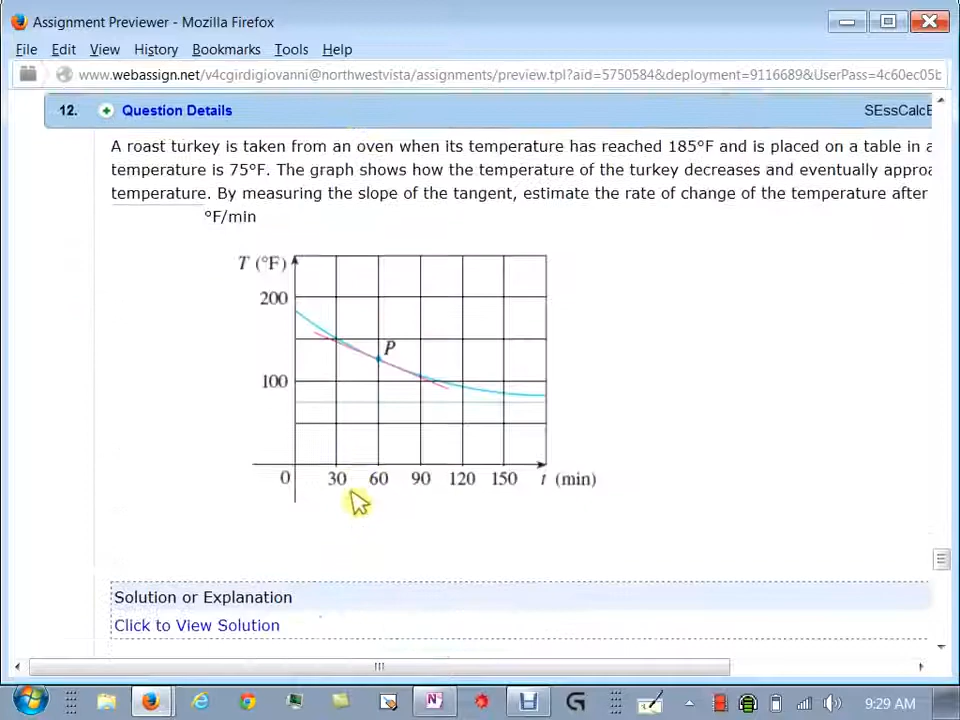 Assignment Previewer - Mozilla Firefox
File Edit View History Bookmarks Tools Help
www.webassign.net/v4cgirdigiovanni@northwestvista/assignments/preview.tpl?aid=5750584&deployment=9116689&UserPass=4c60ec05b
12. Question Details SEssCalcE
A roast turkey is taken from an oven when its temperature has reached 185°F and is placed on a table in a
temperature is 75°F. The graph shows how the temperature of the turkey decreases and eventually approa
temperature. By measuring the slope of the tangent, estimate the rate of change of the temperature after
°F/min
T (°F)
200
P
100
0 30 60 90 120 150 t (min)
Solution or Explanation
Click to View Solution
9:29 AM